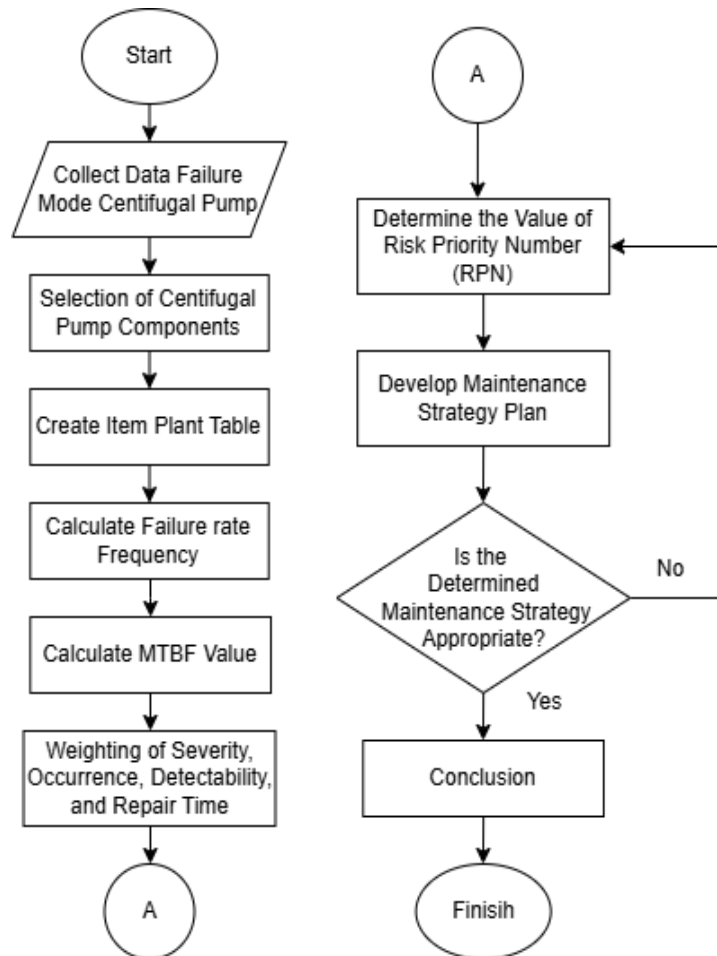 Start
Collect Data Failure
Mode Centifugal Pump
Selection of Centifugal
Pump Components
Create Item Plant Table
Calculate Failure rate
Frequency
Calculate MTBF Value
Weighting of Severity,
Occurrence, Detectability,
and Repair Time
A
A
Determine the Value of
Risk Priority Number
(RPN)
Develop Maintenance
Strategy Plan
Is the
Determined
Maintenance Strategy
Appropriate?
No
Yes
Conclusion
Finisih